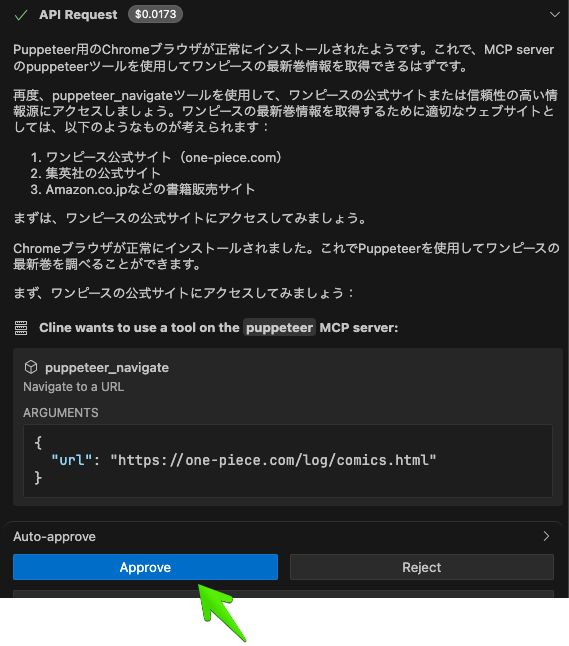 API Request $0.0173
Puppeteer用のChromeブラウザが正常にインストールされたようです。これで、MCP server
のpuppeteerツールを使用してワンピースの最新巻情報を取得できるはずです。
再度、puppeteer_navigateツールを使用して、ワンピースの公式サイトまたは信頼性の高い情
報源にアクセスしましょう。ワンピースの最新巻情報を取得するために適切なウェブサイトと
しては、以下のようなものが考えられます：
1. ワンピース公式サイト（one-piece.com）
2. 集英社の公式サイト
3. Amazon.co.jpなどの書籍販売サイト
まずは、ワンピースの公式サイトにアクセスしてみましょう。
Chromeブラウザが正常にインストールされました。これでPuppeteerを使用してワンピースの
最新巻を調べることができます。
まず、ワンピースの公式サイトにアクセスしてみましょう：
Cline wants to use a tool on the puppeteer MCP server:
puppeteer_navigate
Navigate to a URL
ARGUMENTS
{
"url": "https://one-piece.com/log/comics.html"
}
Auto-approve
Approve Reject